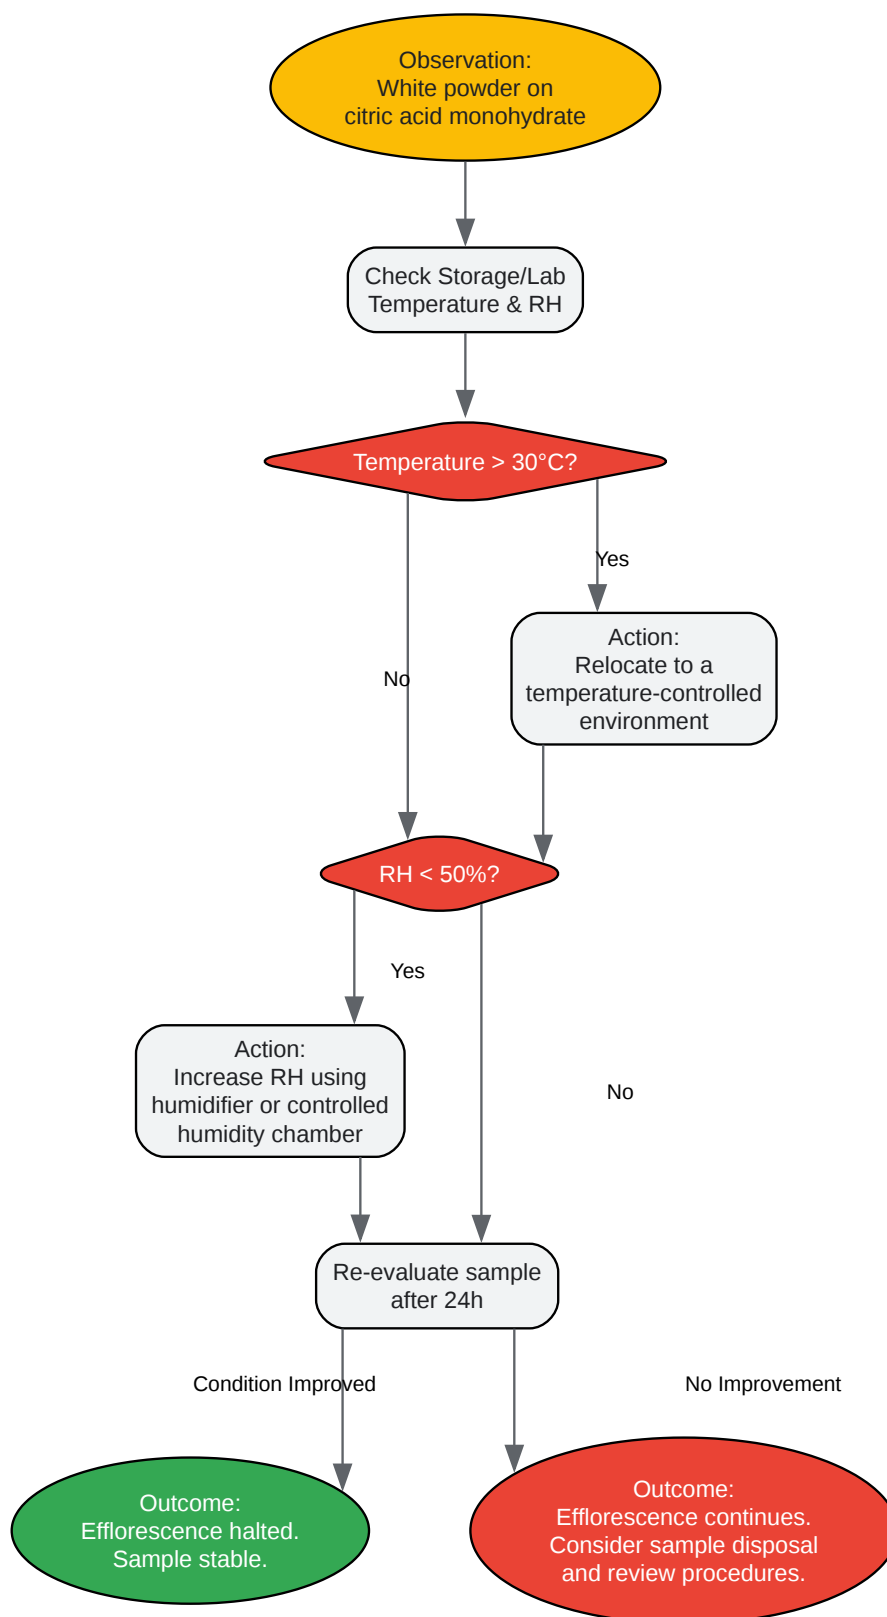 Observation:
White powder on
citric acid monohydrate
Check Storage/Lab
Temperature & RH
Temperature > 30°C?
Yes
Action:
Relocate to a
temperature-controlled
environment
No
RH < 50%?
Yes
Action:
Increase RH using
humidifier or controlled
humidity chamber
No
Re-evaluate sample
after 24h
Condition Improved
No Improvement
Outcome:
Efflorescence halted.
Sample stable.
Outcome:
Efflorescence continues.
Consider sample disposal
and review procedures.